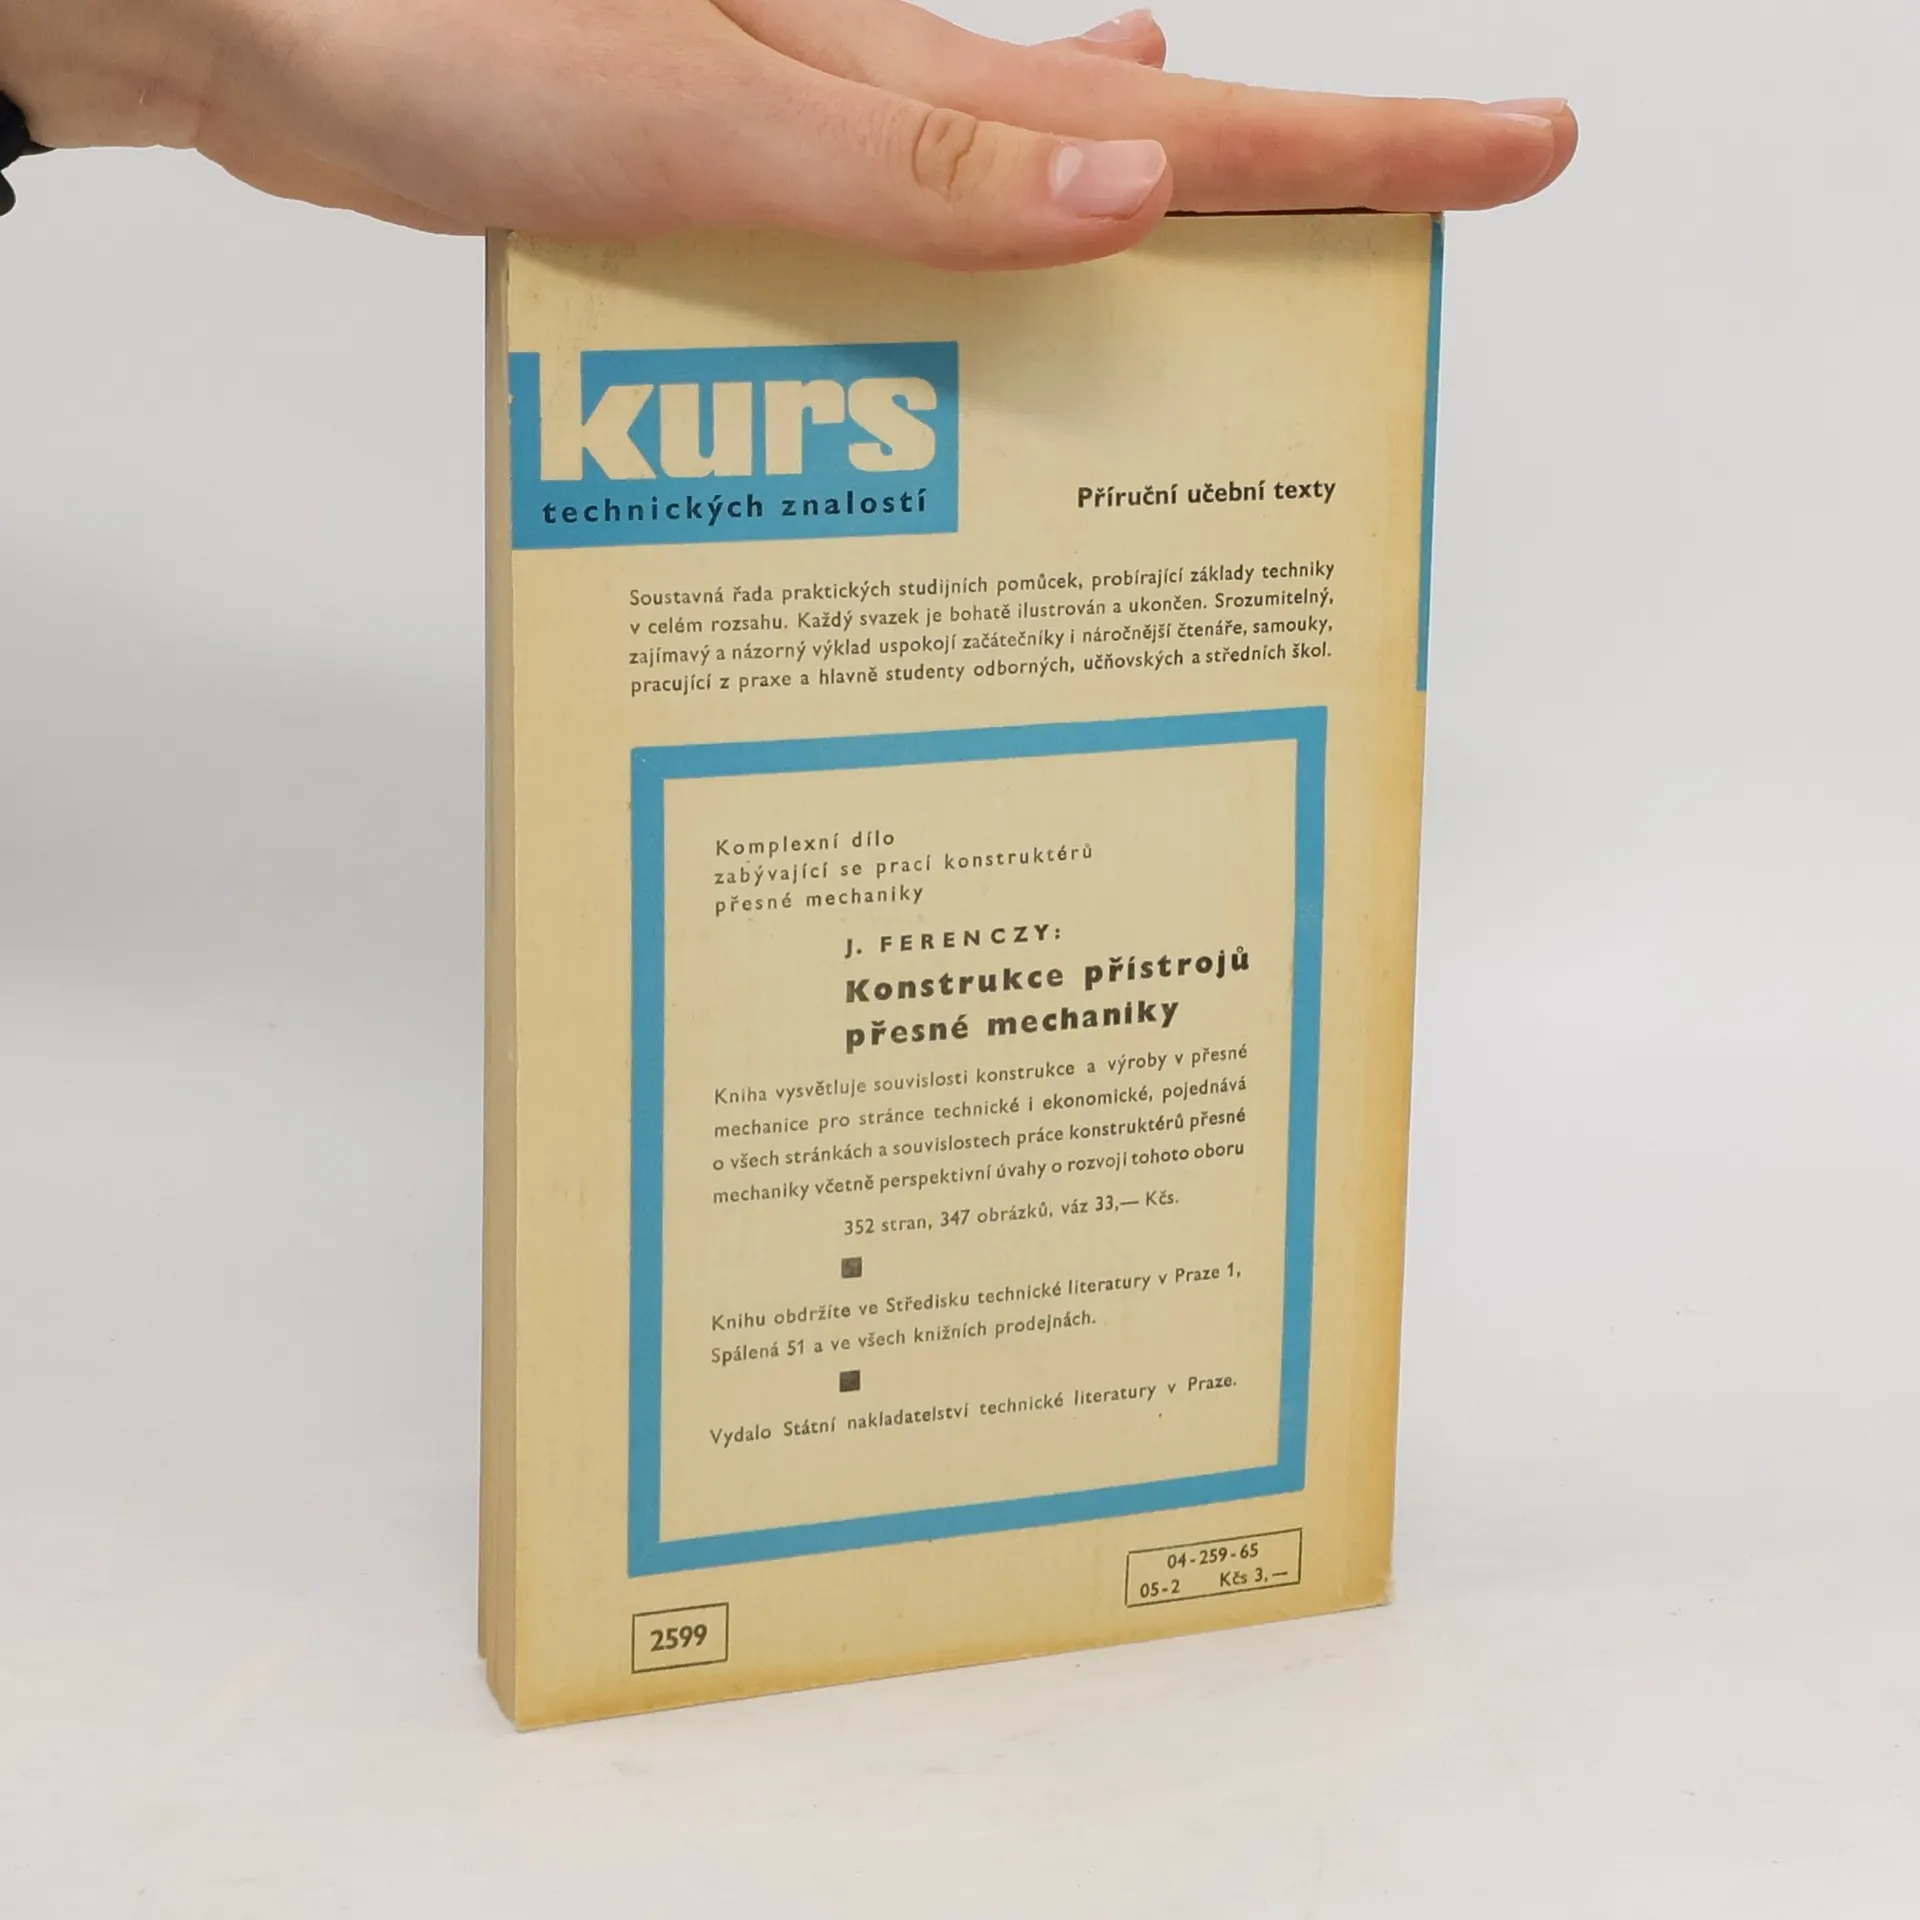 kurs
technických znalostí
Příruční učební texty
Soustavná řada praktických studijních pomůcek, probírající základy techniky
v celém rozsahu. Každý svazek je bohatě ilustrován a ukončen. Srozumitelný,
zajímavý a názorný výklad uspokojí začátečníky i náročnější čtenáře, samouky,
pracující z praxe a hlavně studenty odborných, učňovských a středních škol.
Komplexní dílo
zabývající se prací konstruktérů
přesné mechaniky
J. FERENCZY:
Konstrukce přístrojů
přesné mechaniky
Kniha vysvětluje souvislosti konstrukce a výroby v přesné
mechanice pro stránce technické i ekonomické, pojednává
o všech stránkách a souvislostech práce konstruktérů přesné
mechaniky včetně perspektivní úvahy o rozvoji tohoto oboru
352 stran, 347 obrázků, váz 33,— Kčs.
Knihu obdržíte ve Středisku technické literatury v Praze 1,
Spálená 51 a ve všech knižních prodejnách.
Vydalo Státní nakladatelství technické literatury v Praze.
04-259-65
05-2 Kčs 3,—
2599